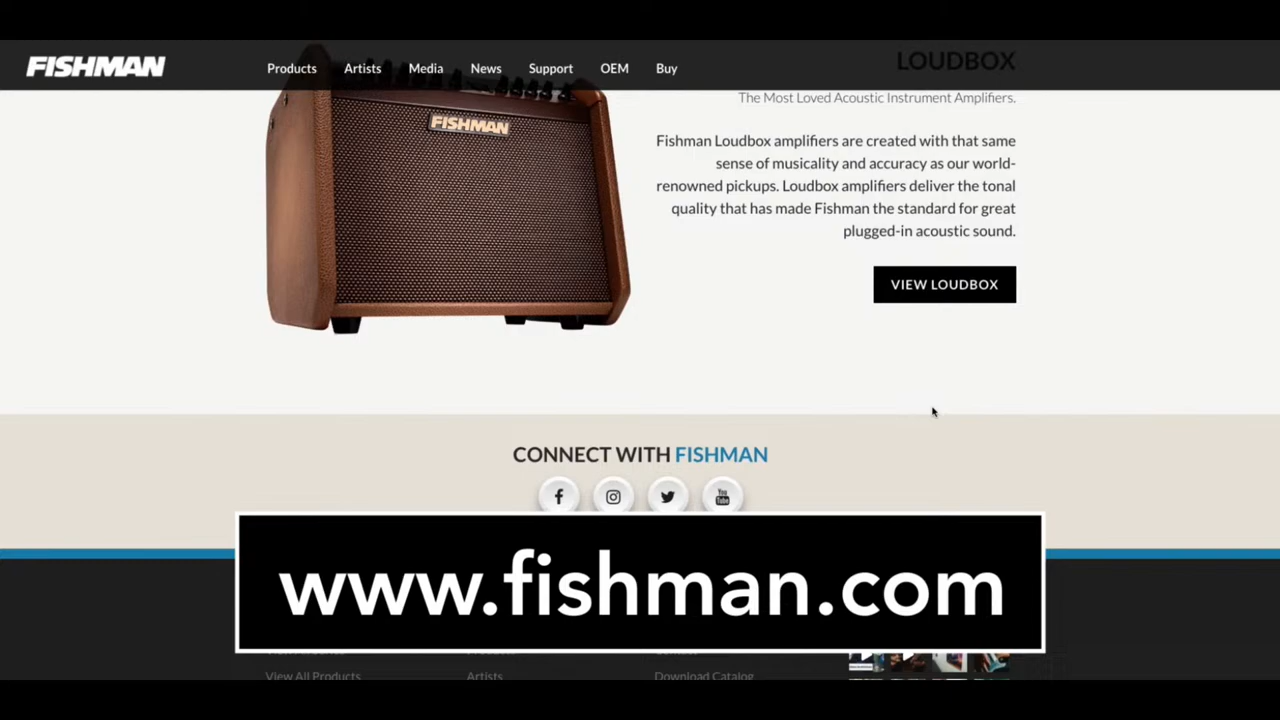 FISHMAN
Products Artists Media News Support OEM Buy
LOUDBOX
The Most Loved Acoustic Instrument Amplifiers.
FISHMAN
Fishman Loudbox amplifiers are created with that same
sense of musicality and accuracy as our world-
renowned pickups. Loudbox amplifiers deliver the tonal
quality that has made Fishman the standard for great
plugged-in acoustic sound.
VIEW LOUDBOX
CONNECT WITH FISHMAN
You
Tube
www.fishman.com
View All Products Artists Download Catalog